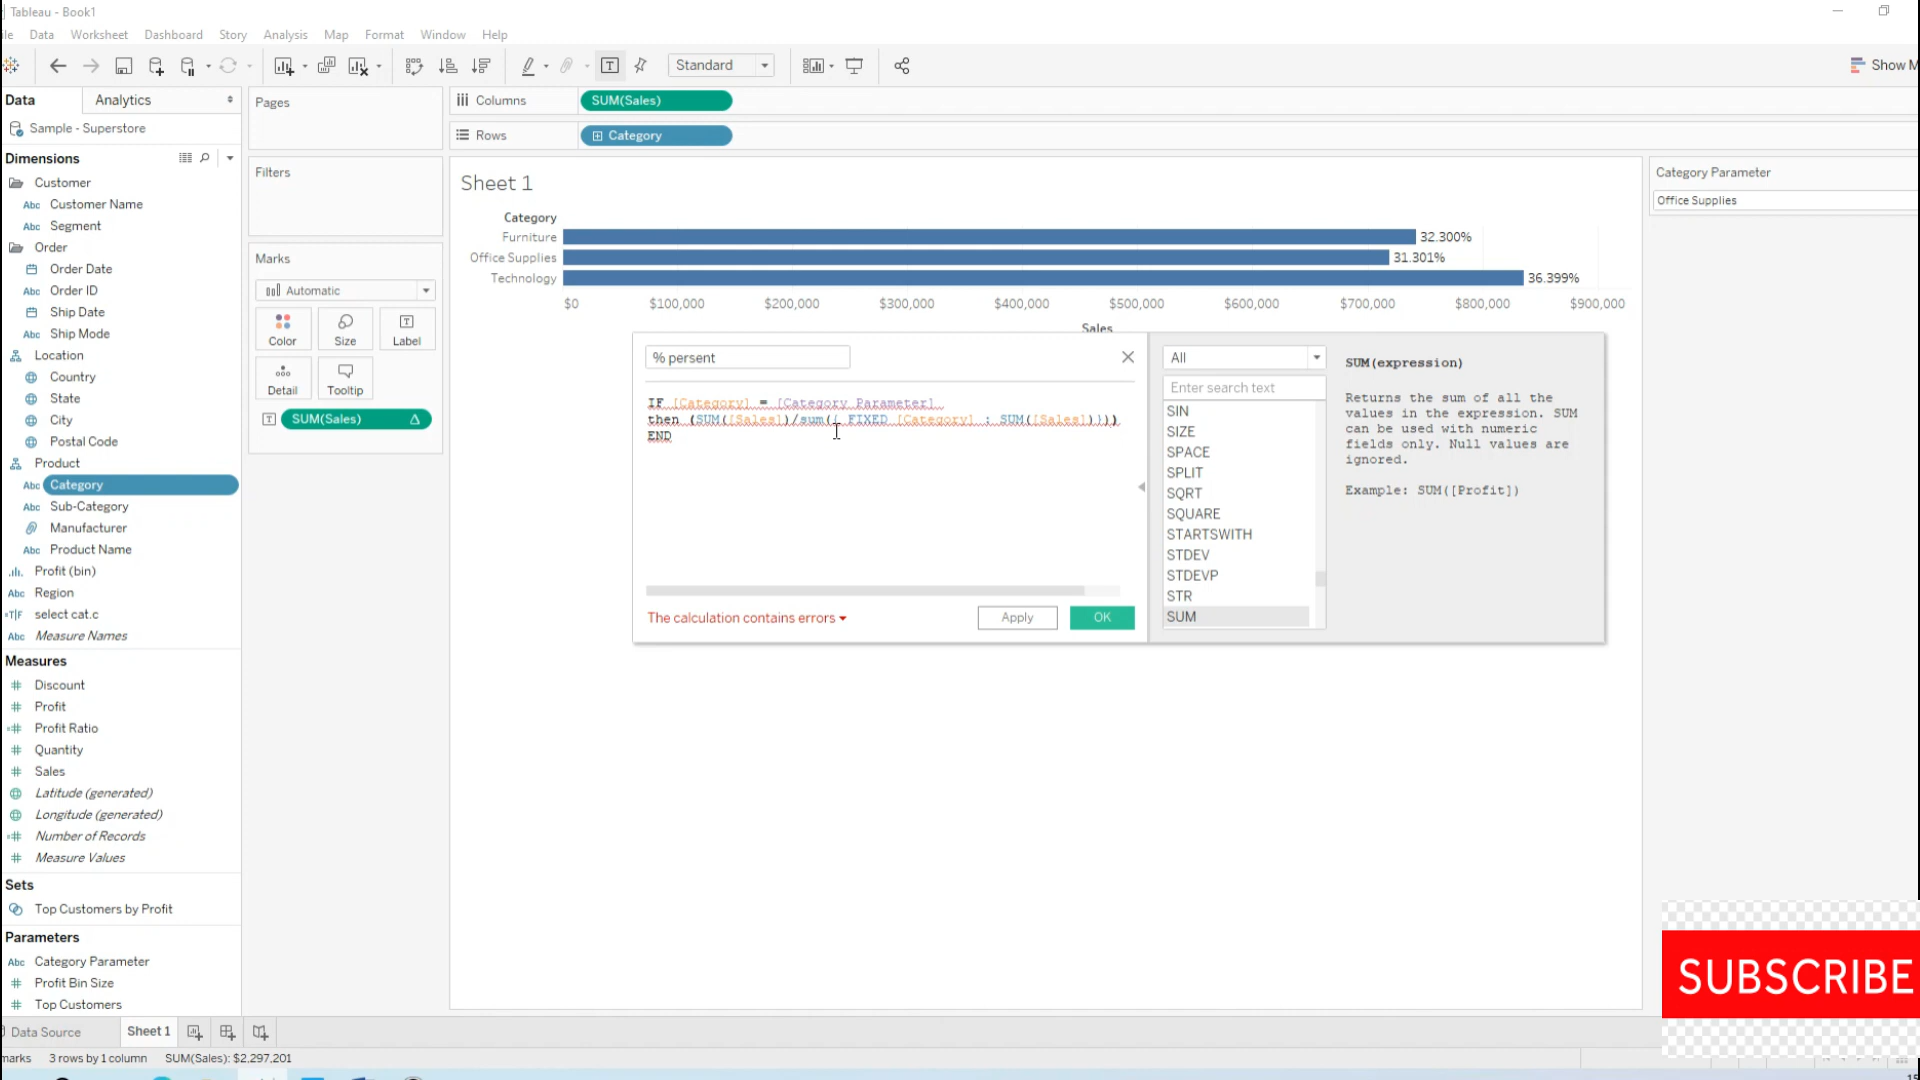 Tableau - Book1
Data Worksheet Dashboard Story Analysis Map Format Window Help
Standard
Show M
Data
Analytics
Sample - Superstore
Dimensions
Customer
Abc Customer Name
Abc Segment
Order
Order Date
Abc Order ID
Ship Date
Abc Ship Mode
Location
Country
State
City
Postal Code
Product
Abc Category
Abc Sub-Category
Manufacturer
Abc Product Name
Profit (bin)
Abc Region
=T|F select cat.c
Abc Measure Names
Measures
# Discount
# Profit
=# Profit Ratio
# Quantity
# Sales
Latitude (generated)
Longitude (generated)
=# Number of Records
# Measure Values
Sets
Top Customers by Profit
Parameters
Abc Category Parameter
# Profit Bin Size
# Top Customers
Pages
Filters
Marks
Automatic
Color
Size
Label
Detail
Tooltip
SUM(Sales)
Columns
SUM(Sales)
Rows
Category
Sheet 1
Category
Furniture
32.300%
Office Supplies
31.301%
Technology
36.399%
$0 $100,000 $200,000 $300,000 $400,000 $500,000 $600,000 $700,000 $800,000 $900,000
Sales
% persent
IF [Category] = [Category Parameter]
then (SUM([Sales])/sum({ FIXED [Category] : SUM([Sales])}))
END
The calculation contains errors
Apply
OK
All
Enter search text
SIN
SIZE
SPACE
SPLIT
SQRT
SQUARE
STARTSWITH
STDEV
STDEVP
STR
SUM
SUM(expression)
Returns the sum of all the
values in the expression. SUM
can be used with numeric
fields only. Null values are
ignored.
Example: SUM([Profit])
Category Parameter
Office Supplies
SUBSCRIBE
Data Source
Sheet 1
marks 3 rows by 1 column SUM(Sales): $2,297,201